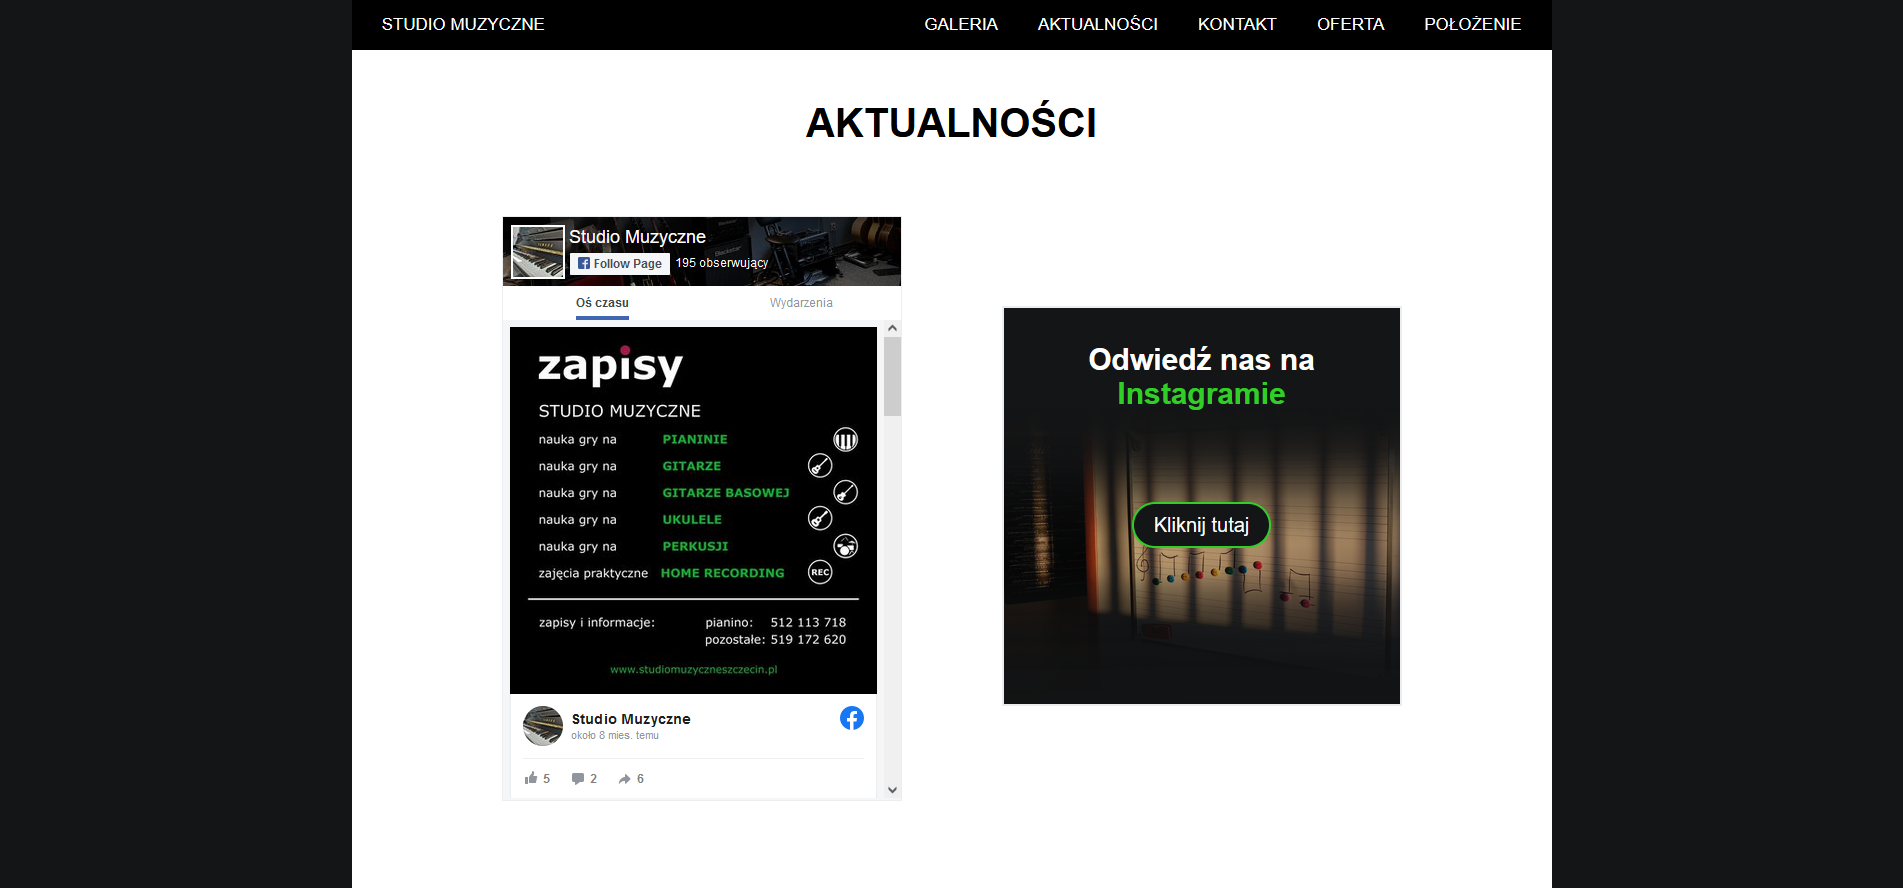 STUDIO MUZYCZNE
GALERIA
AKTUALNOŚCI
KONTAKT
OFERTA
POŁOŻENIE
AKTUALNOŚCI
Studio Muzyczne
Follow Page
195 obserwujący
Oś czasu
Wydarzenia
zapisy
STUDIO MUZYCZNE
nauka gry na PIANINIE
nauka gry na GITARZE
nauka gry na GITARZE BASOWEJ
nauka gry na UKULELE
nauka gry na PERKUSJI
zajęcia praktyczne HOME RECORDING REC
zapisy i informacje: pianino: 512 113 718
pozostałe: 519 172 620
www.studiomuzyczneszczecin.pl
Studio Muzyczne
około 8 mies. temu
5 2 6
Odwiedź nas na
Instagramie
Kliknij tutaj